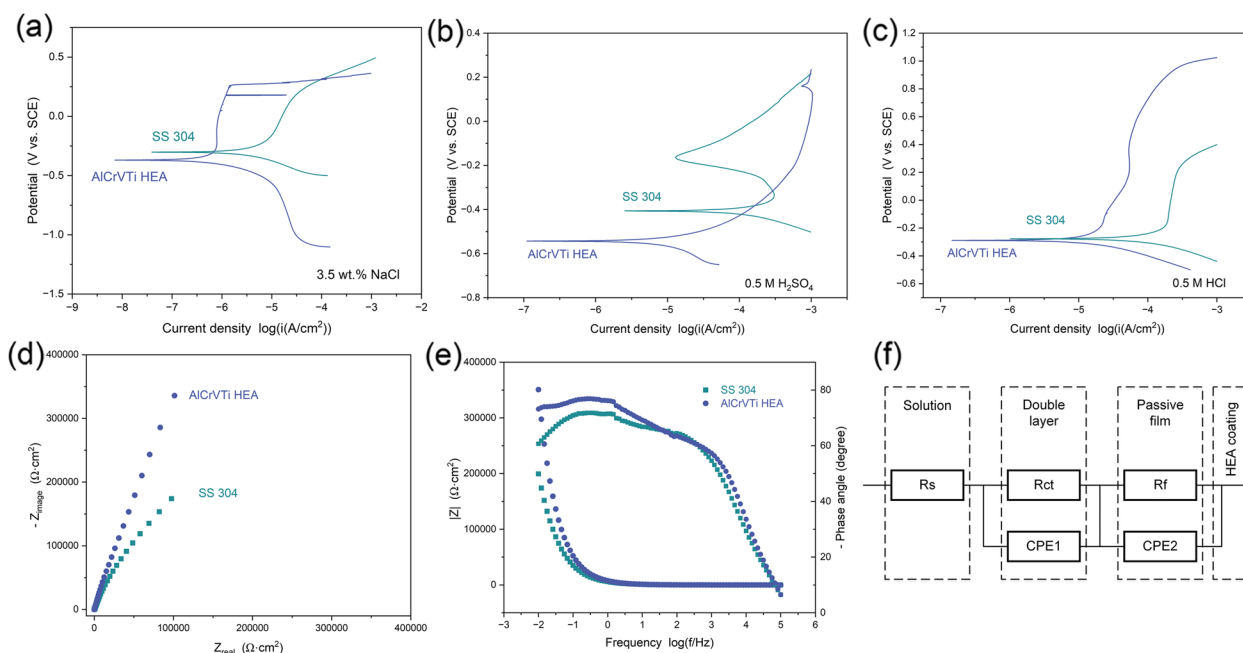 (a)
0.5
0.0
−0.5
−1.0
−1.5
Potential (V vs. SCE)
SS 304
AlCrVTi HEA
3.5 wt.% NaCl
−8 −7 −6 −5 −4 −3 −2
Current density log(i(A/cm²))
(b)
0.4
0.2
0.0
−0.2
−0.4
−0.6
−0.8
Potential (V vs. SCE)
SS 304
AlCrVTi HEA
0.5 M H₂SO₄
−7 −6 −5 −4 −3
Current density log(i(A/cm²))
(c)
1.2
1.0
0.8
0.6
0.4
0.2
0.0
−0.2
−0.4
−0.6
Potential (V vs. SCE)
SS 304
AlCrVTi HEA
0.5 M HCl
−7 −6 −5 −4 −3
Current density log(i(A/cm²))
(d)
400000
300000
200000
100000
0
- Zimage (Ω·cm²)
AlCrVTi HEA
SS 304
0 100000 200000 300000 400000
Zreal (Ω·cm²)
(e)
400000
350000
300000
250000
200000
150000
100000
50000
0
|Z| (Ω·cm²)
SS 304
AlCrVTi HEA
80
60
40
20
0
- Phase angle (degree)
−3 −2 −1 0 1 2 3 4 5 6
Frequency log(f/Hz)
(f)
Solution
Double
layer
Passive
film
HEA coating
Rs
Rct
Rf
CPE1
CPE2